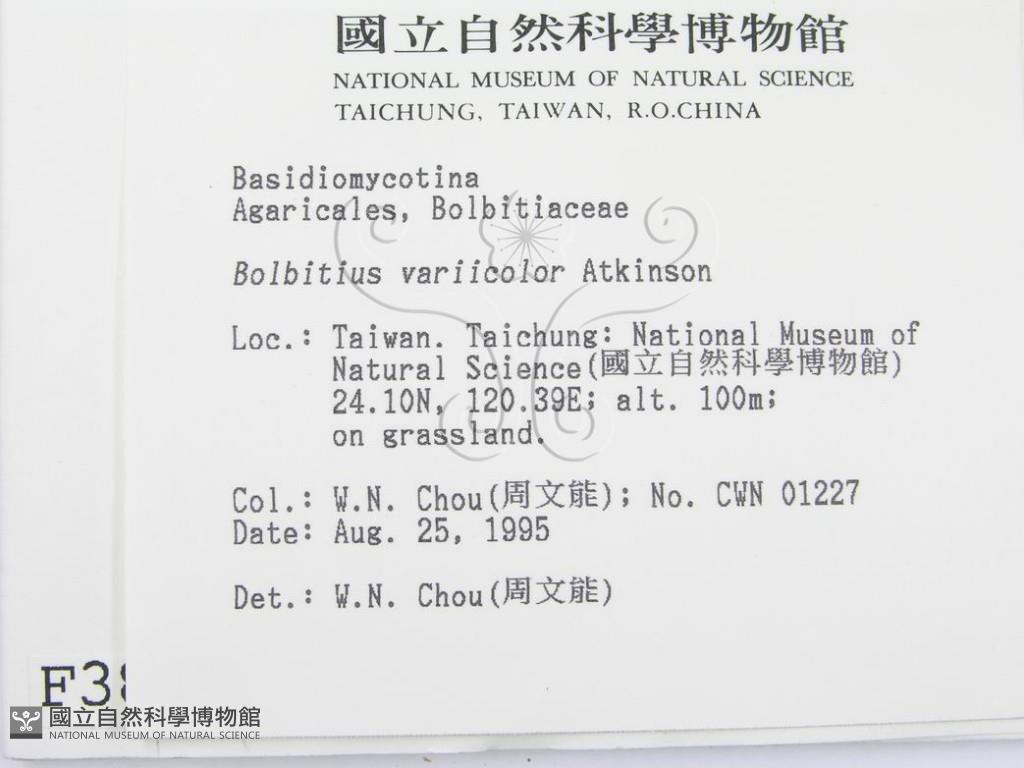 國立自然科學博物館
NATIONAL MUSEUM OF NATURAL SCIENCE
TAICHUNG, TAIWAN, R.O.CHINA
Basidiomycotina
Agaricales, Bolbitiaceae
Bolbitius variicolor Atkinson
Loc.: Taiwan. Taichung: National Museum of
Natural Science(國立自然科學博物館)
24.10N, 120.39E; alt. 100m;
on grassland.
Col.: W.N. Chou(周文能); No. CWN 01227
Date: Aug. 25, 1995
Det.: W.N. Chou(周文能)
F3
國立自然科學博物館
NATIONAL MUSEUM OF NATURAL SCIENCE